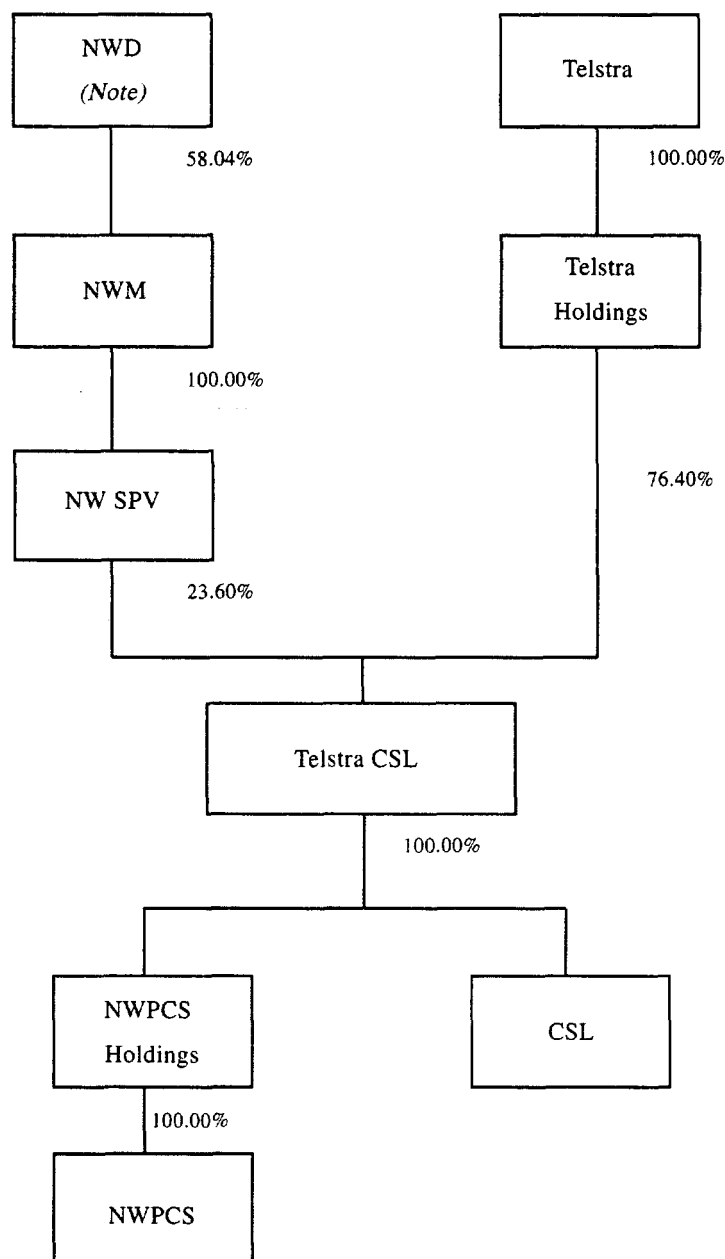 NWD
(Note)
Telstra
58.04%
100.00%
NWM
Telstra
Holdings
100.00%
NW SPV
76.40%
23.60%
Telstra CSL
100.00%
NWPCS
Holdings
CSL
100.00%
NWPCS